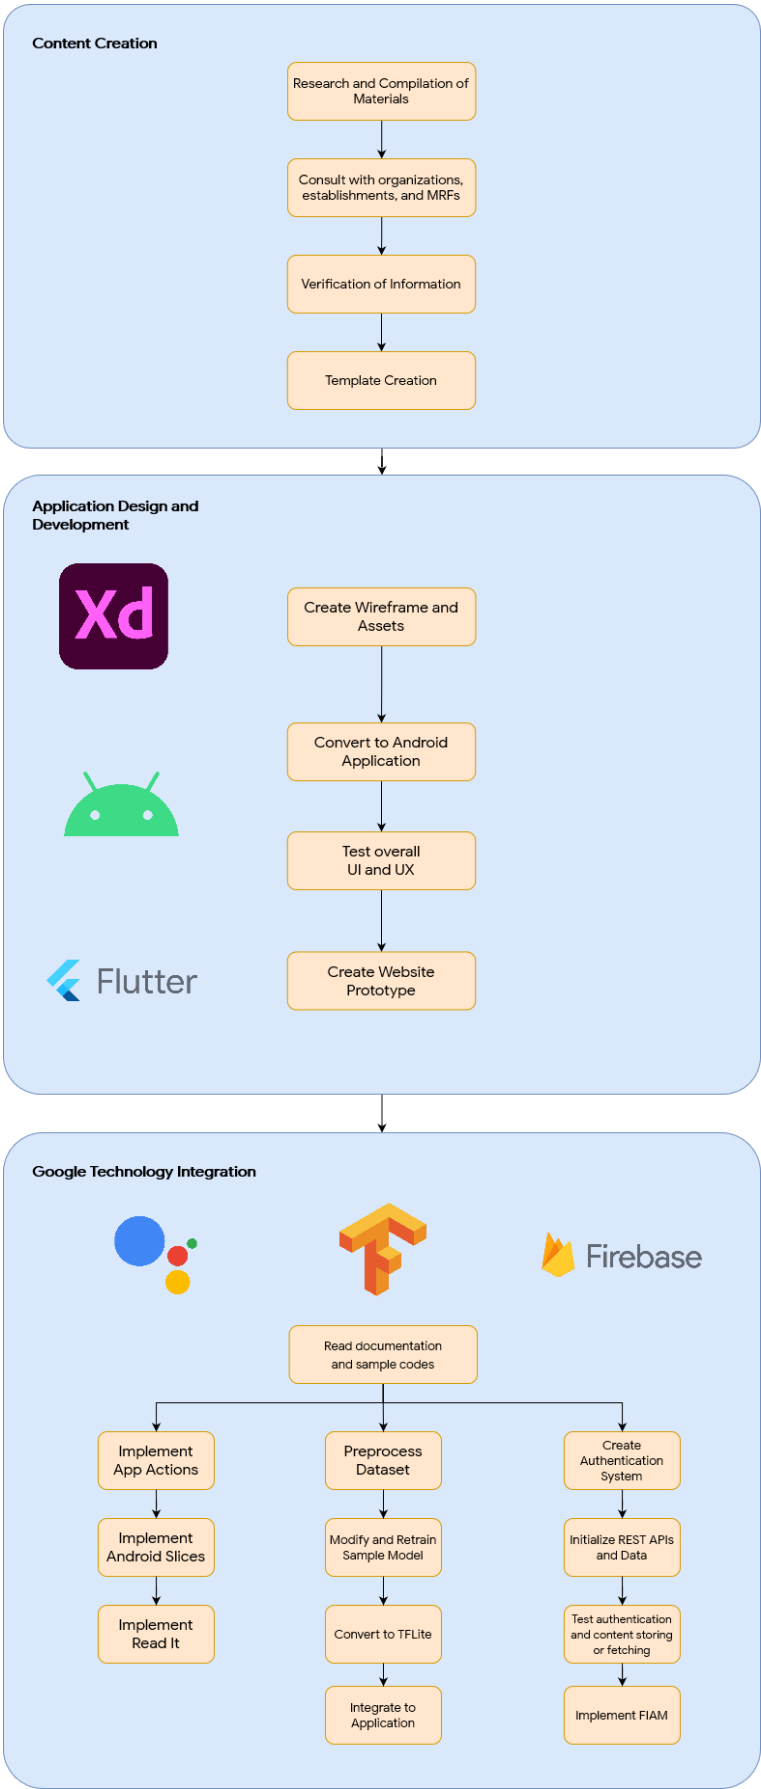 Content Creation
Research and Compilation of
Materials
Consult with organizations,
establishments, and MRFs
Verification of Information
Template Creation
Application Design and
Development
Xd
Create Wireframe and
Assets
Convert to Android
Application
Test overall
UI and UX
Flutter
Create Website
Prototype
Google Technology Integration
Firebase
Read documentation
and sample codes
Implement
App Actions
Implement
Android Slices
Implement
Read It
Preprocess
Dataset
Modify and Retrain
Sample Model
Convert to TFLite
Integrate to
Application
Create
Authentication
System
Initialize REST APIs
and Data
Test authentication
and content storing
or fetching
Implement FIAM